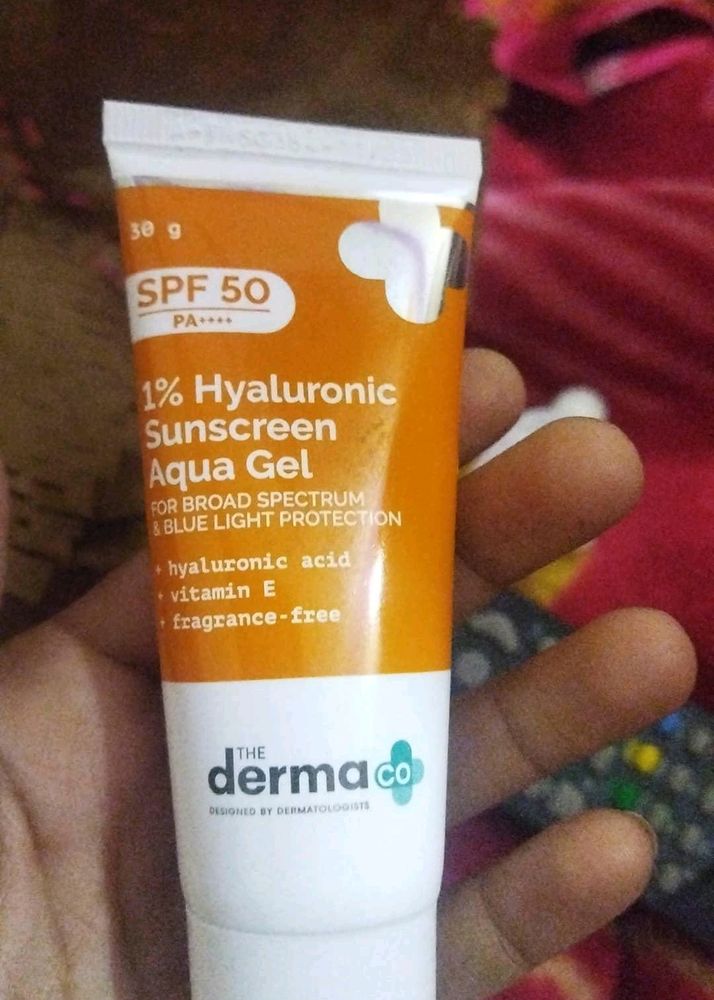 30 g
SPF 50
PA++++
1% Hyaluronic
Sunscreen
Aqua Gel
FOR BROAD SPECTRUM
& BLUE LIGHT PROTECTION
+ hyaluronic acid
+ vitamin E
+ fragrance-free
THE
derma co
DESIGNED BY DERMATOLOGISTS